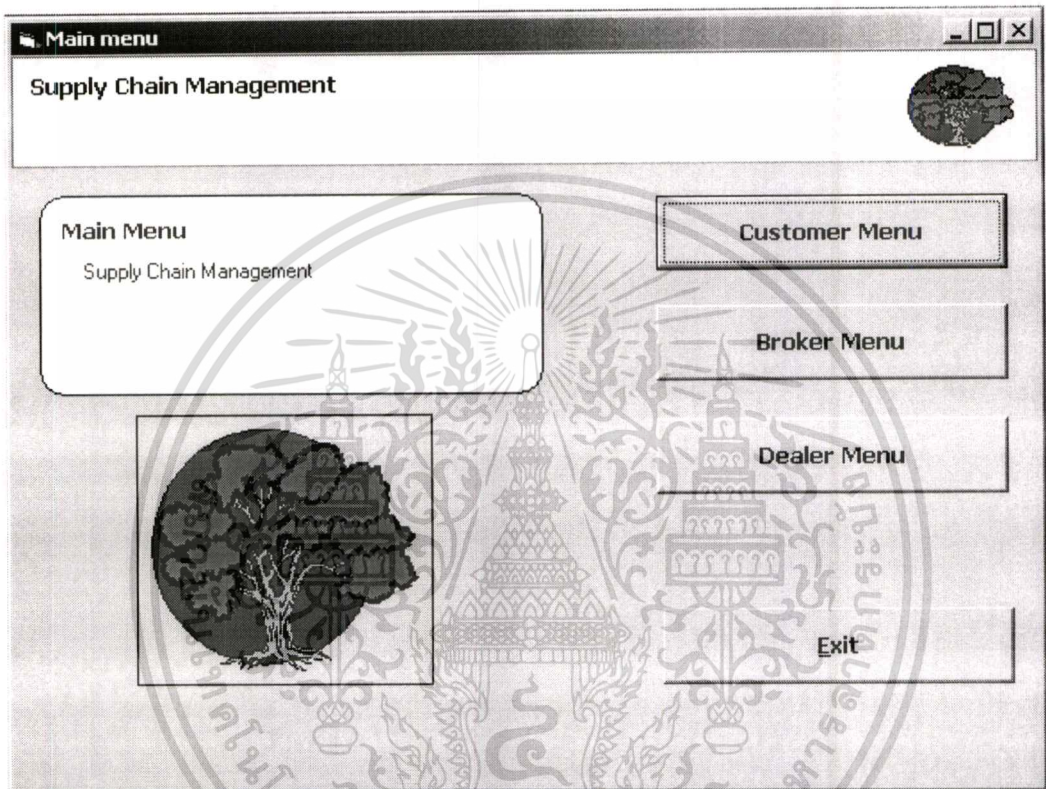 Main menu
Supply Chain Management
Main Menu
Supply Chain Management
Customer Menu
Broker Menu
Dealer Menu
Exit